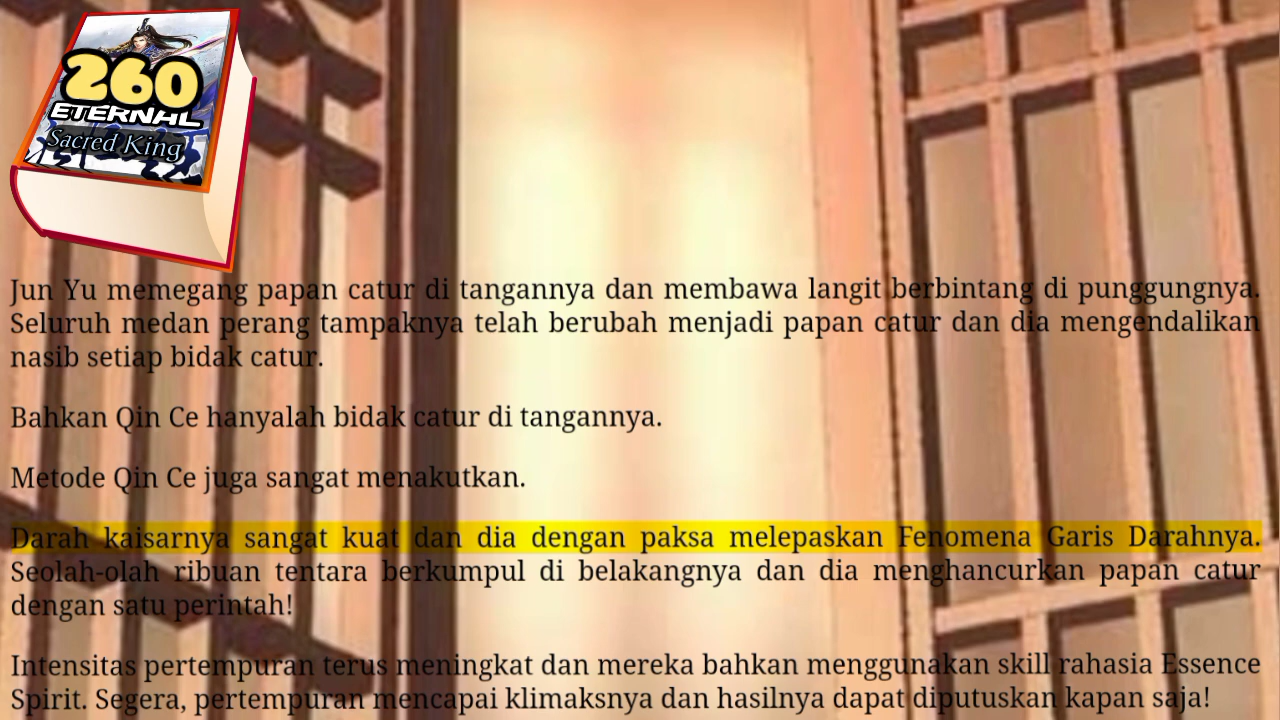 260
ETERNAL
Sacred King
Jun Yu memegang papan catur di tangannya dan membawa langit berbintang di punggungnya.
Seluruh medan perang tampaknya telah berubah menjadi papan catur dan dia mengendalikan
nasib setiap bidak catur.
Bahkan Qin Ce hanyalah bidak catur di tangannya.
Metode Qin Ce juga sangat menakutkan.
Darah kaisarnya sangat kuat dan dia dengan paksa melepaskan Fenomena Garis Darahnya.
Seolah-olah ribuan tentara berkumpul di belakangnya dan dia menghancurkan papan catur
dengan satu perintah!
Intensitas pertempuran terus meningkat dan mereka bahkan menggunakan skill rahasia Essence
Spirit. Segera, pertempuran mencapai klimaksnya dan hasilnya dapat diputuskan kapan saja!